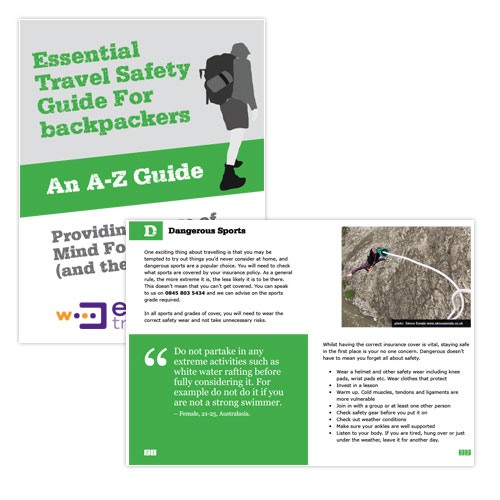 Essential
Travel Safety
Guide For
backpackers
An A-Z Guide
Providing
of
Mind Fo
(and the
w
e
tr
D
Dangerous Sports
One exciting thing about travelling is that you may be
tempted to try out things you'd never consider at home, and
dangerous sports are a popular choice. You will need to check
what sports are covered by your insurance policy. As a general
rule, the more extreme it is, the less likely it is to be there.
This doesn't mean that you can't get covered. You can speak
to us on 0845 803 5434 and we can advise on the sports
grade required.
In all sports and grades of cover, you will need to wear the
correct safety wear and not take unnecessary risks.
“ Do not partake in any
extreme activities such as
white water rafting before
fully considering it. For
example do not do it if you
are not a strong swimmer.
– Female, 21-25, Australasia.
Whilst having the correct insurance cover is vital, staying safe
in the first place is your no one concern. Dangerous doesn't
have to mean you forget all about safety.
• Wear a helmet and other safety wear including knee
pads, wrist pads etc. Wear clothes that protect
• Invest in a lesson
• Warm up. Cold muscles, tendons and ligaments are
more vulnerable
• Join in with a group or at least one other person
• Check safety gear before you put it on
• Check out weather conditions
• Make sure your ankles are well supported
• Listen to your body. If you are tired, hung over or just
under the weather, leave it for another day.